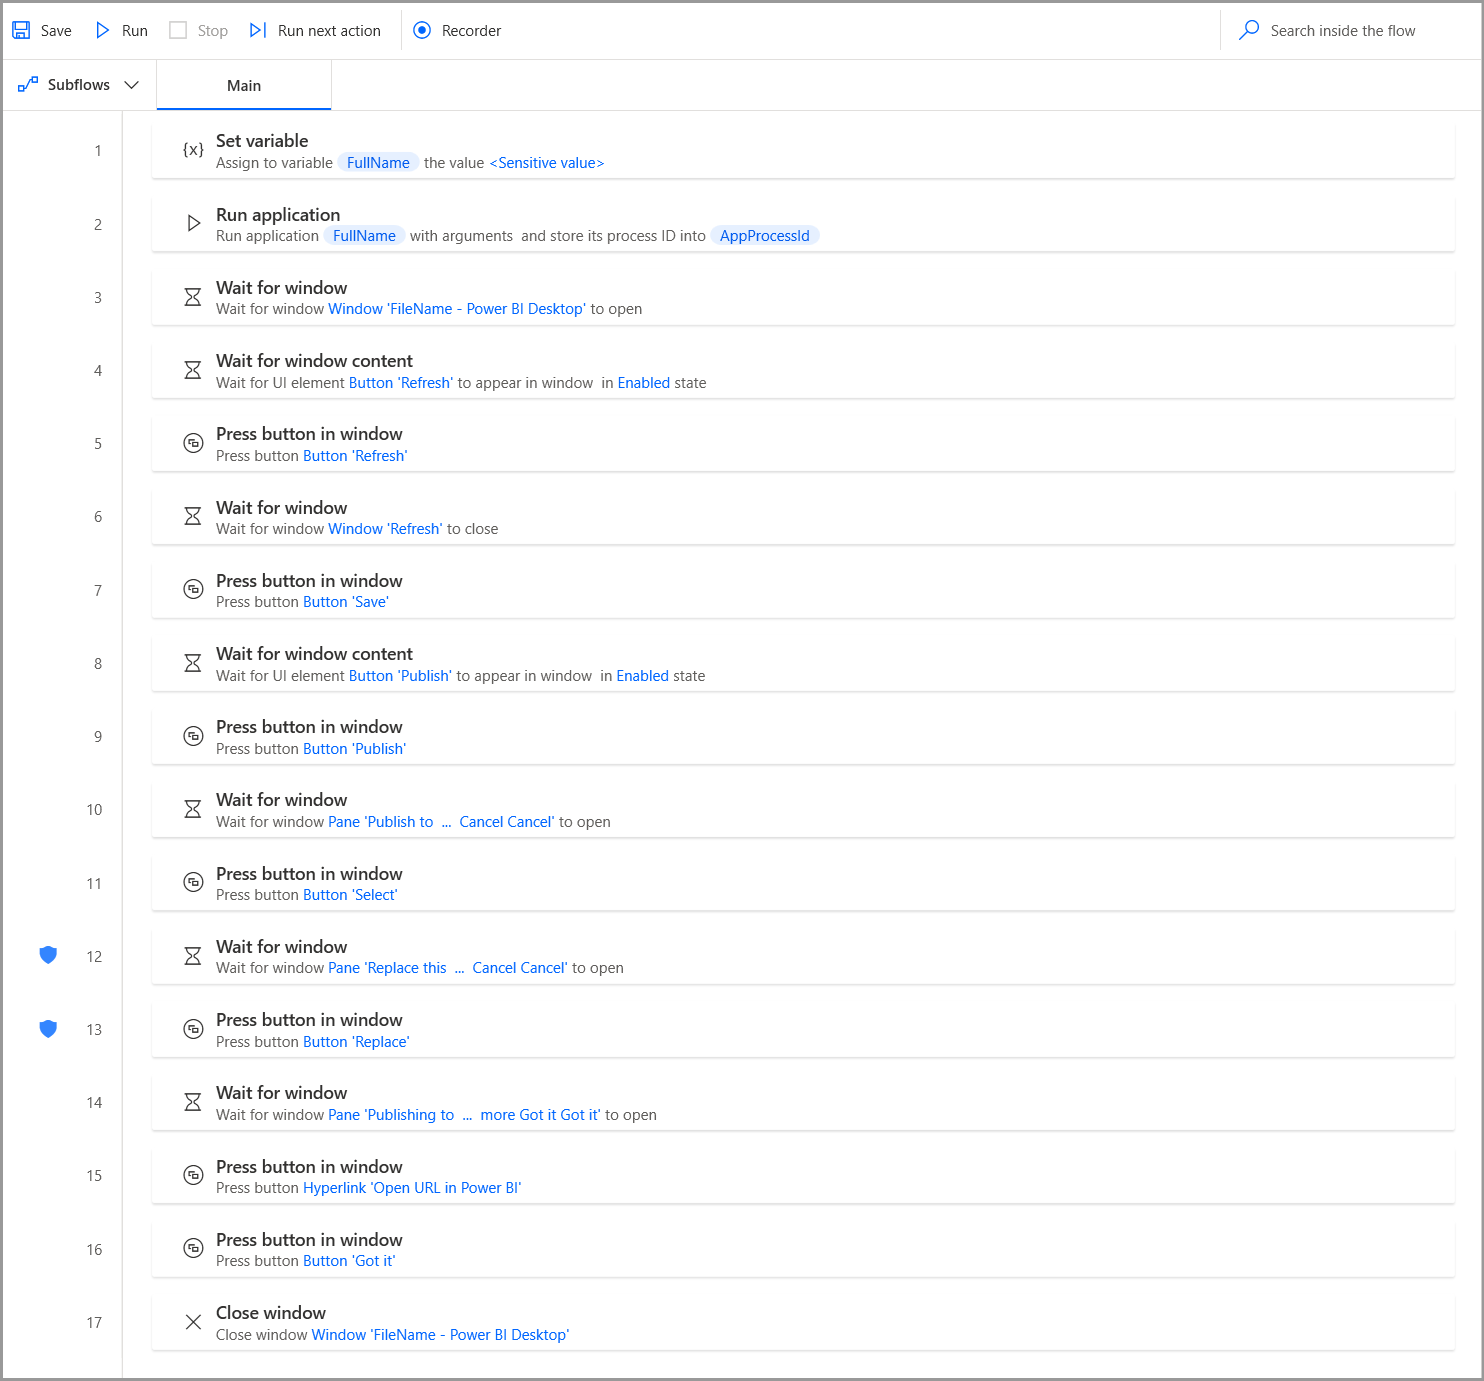 Save Run Stop Run next action Recorder Search inside the flow
Subflows Main
1 {x} Set variable
Assign to variable FullName the value <Sensitive value>
2 Run application
Run application FullName with arguments and store its process ID into AppProcessId
3 Wait for window
Wait for window Window 'FileName - Power BI Desktop' to open
4 Wait for window content
Wait for UI element Button 'Refresh' to appear in window in Enabled state
5 Press button in window
Press button Button 'Refresh'
6 Wait for window
Wait for window Window 'Refresh' to close
7 Press button in window
Press button Button 'Save'
8 Wait for window content
Wait for UI element Button 'Publish' to appear in window in Enabled state
9 Press button in window
Press button Button 'Publish'
10 Wait for window
Wait for window Pane 'Publish to ... Cancel Cancel' to open
11 Press button in window
Press button Button 'Select'
12 Wait for window
Wait for window Pane 'Replace this ... Cancel Cancel' to open
13 Press button in window
Press button Button 'Replace'
14 Wait for window
Wait for window Pane 'Publishing to ... more Got it Got it' to open
15 Press button in window
Press button Hyperlink 'Open URL in Power BI'
16 Press button in window
Press button Button 'Got it'
17 Close window
Close window Window 'FileName - Power BI Desktop'